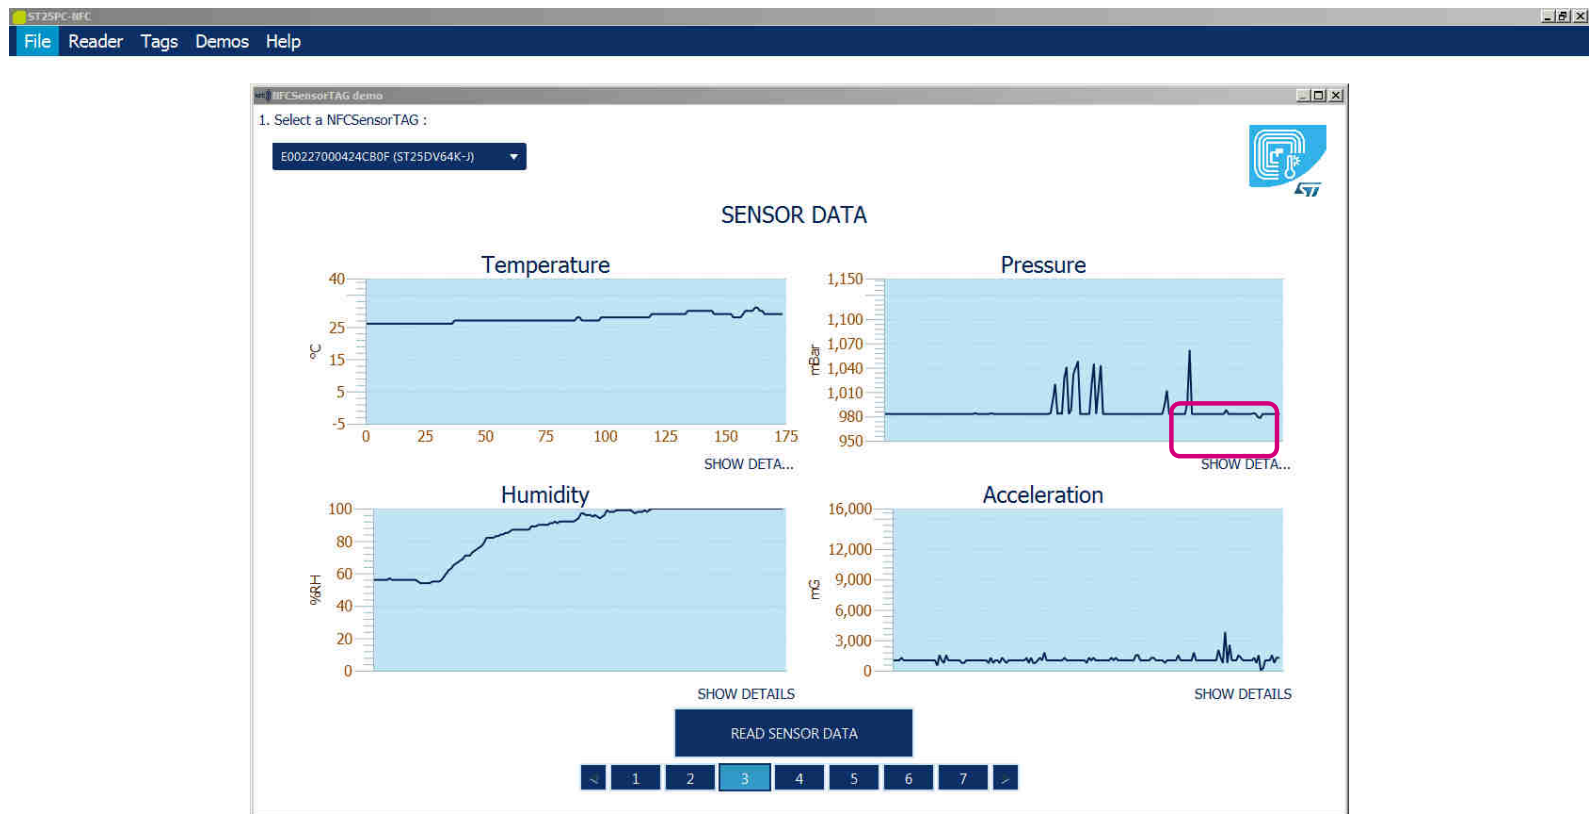 ST25PC-NFC
File Reader Tags Demos Help
NFCSensorTAG demo
1. Select a NFCSensorTAG :
E00227000424CB0F (ST25DV64K-J)
ST
SENSOR DATA
Temperature
40
25
15
5
-5
°C
0 25 50 75 100 125 150 175
SHOW DETA...
Pressure
1,150
1,100
1,070
1,040
1,010
980
950
mBar
SHOW DETA...
Humidity
100
80
60
40
20
0
%RH
SHOW DETAILS
Acceleration
16,000
12,000
9,000
6,000
3,000
0
mG
SHOW DETAILS
READ SENSOR DATA
< 1 2 3 4 5 6 7 >